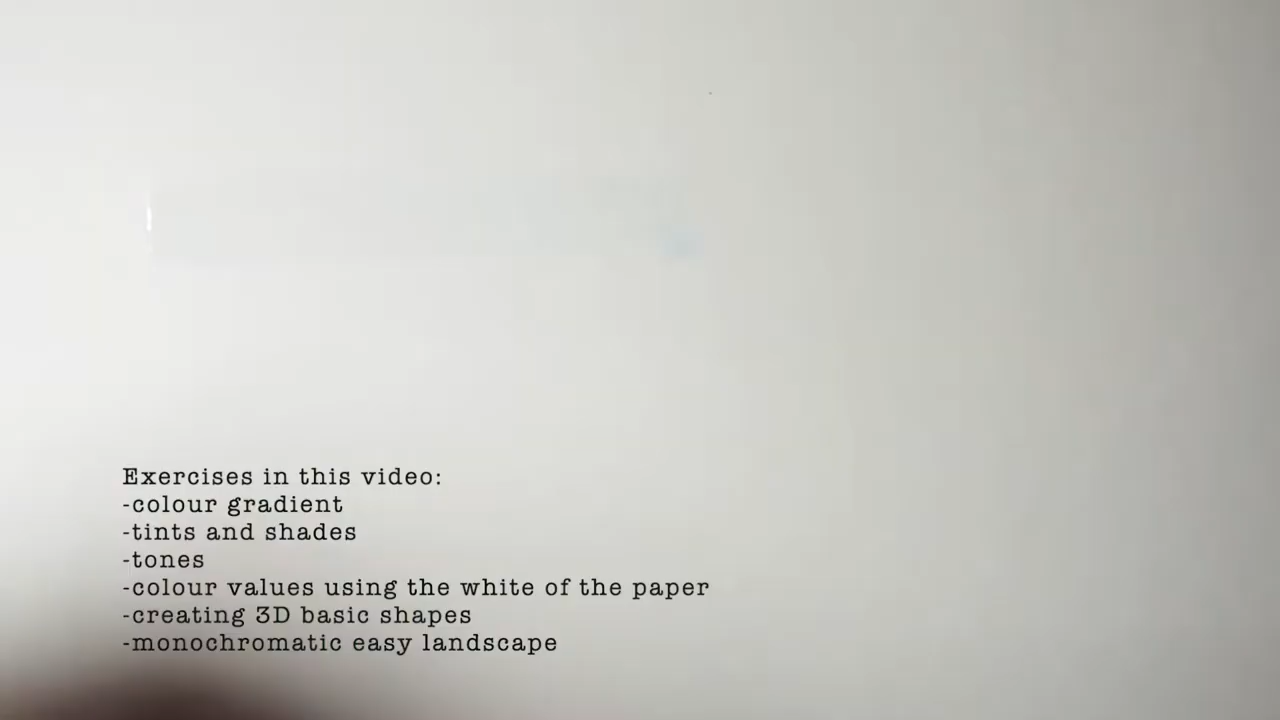 Exercises in this video:
-colour gradient
-tints and shades
-tones
-colour values using the white of the paper
-creating 3D basic shapes
-monochromatic easy landscape